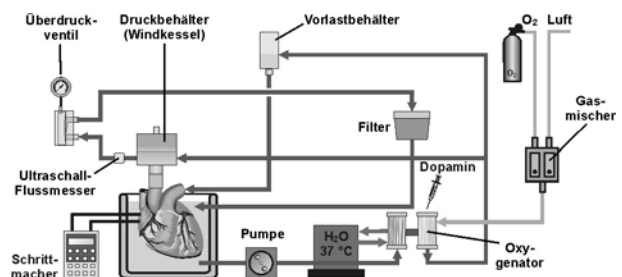 Überdruck-
ventil
Druckbehälter
(Windkessel)
Vorlastbehälter
O₂
Luft
O₂
Gas-
mischer
Filter
Ultraschall-
Flussmesser
Dopamin
Pumpe
H₂O
37 °C
Oxy-
genator
Schritt-
macher